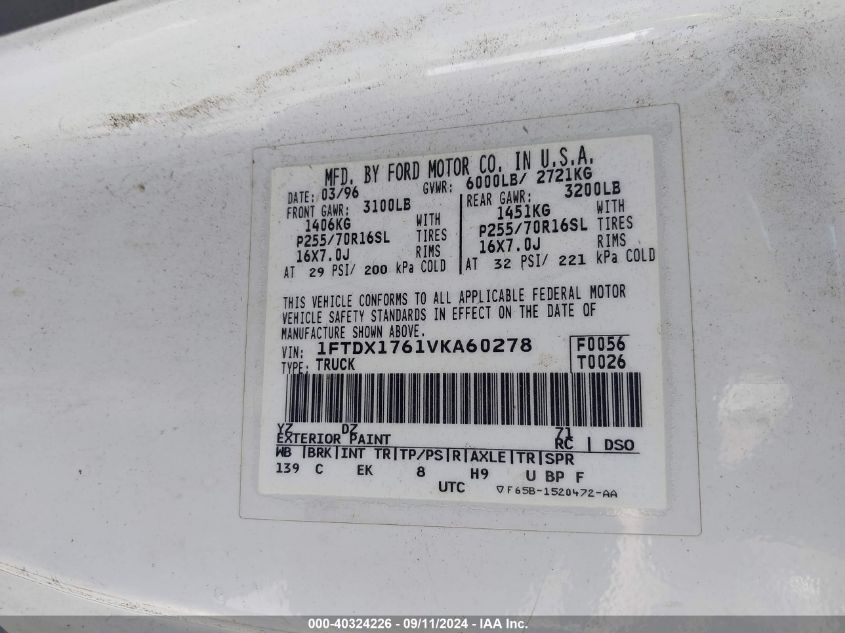 MFD. BY FORD MOTOR CO. IN U.S.A.
DATE: 03/96 GVWR: 6000LB/ 2721KG
FRONT GAWR: 3100LB REAR GAWR: 3200LB
1406KG WITH 1451KG WITH
P255/70R16SL TIRES P255/70R16SL TIRES
16X7.0J RIMS 16X7.0J RIMS
AT 29 PSI/ 200 kPa COLD AT 32 PSI/ 221 kPa COLD
THIS VEHICLE CONFORMS TO ALL APPLICABLE FEDERAL MOTOR
VEHICLE SAFETY STANDARDS IN EFFECT ON THE DATE OF
MANUFACTURE SHOWN ABOVE.
VIN: 1FTDX1761VKA60278 F0056
TYPE: TRUCK T0026
YZ DZ 71
EXTERIOR PAINT RC | DSO
WB |BRK|INT TR|TP/PS|R|AXLE|TR|SPR
139 C EK 8 H9 U BP F
UTC ▽F65B-1520472-AA
000-40324226 - 09/11/2024 - IAA Inc.